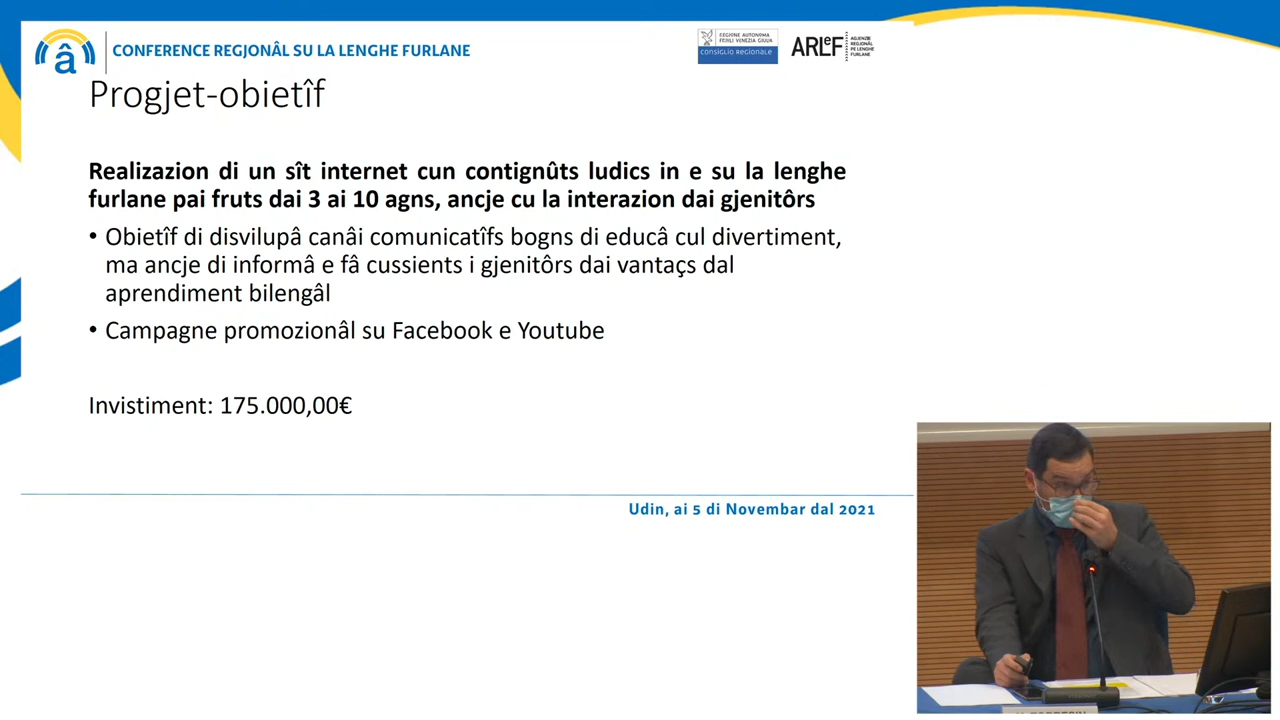 CONFERENCE REGJONÂL SU LA LENGHE FURLANE
REGIONE AUTONOMA
FRIULI VENEZIA GIULIA
CONSIGLIO REGIONALE
ARLeF
AGJENZIE
REGJONÂL
PE LENGHE
FURLANE
â
Progjet-obietîf
Realizazion di un sît internet cun contignûts ludics in e su la lenghe
furlane pai fruts dai 3 ai 10 agns, ancje cu la interazion dai gjenitôrs
• Obietîf di disvilupâ canâi comunicatîfs bogns di educâ cul divertiment,
ma ancje di informâ e fâ cussients i gjenitôrs dai vantaçs dal
aprendiment bilengâl
• Campagne promozionâl su Facebook e Youtube
Invistiment: 175.000,00€
Udin, ai 5 di Novembar dal 2021